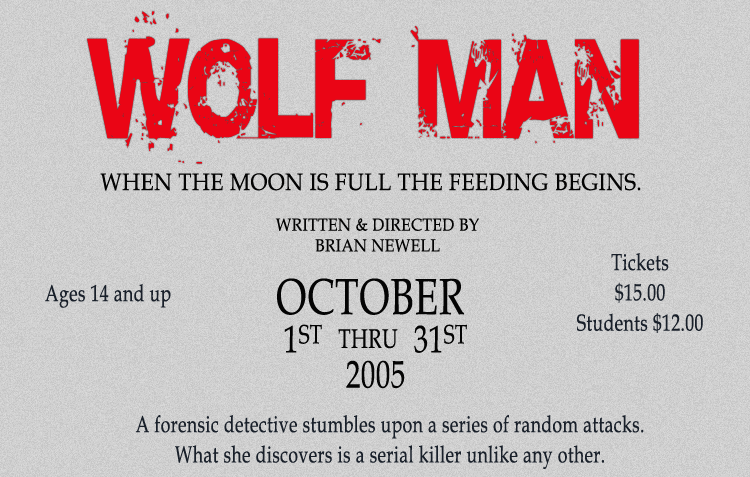 WOLF MAN
WHEN THE MOON IS FULL THE FEEDING BEGINS.
WRITTEN & DIRECTED BY
BRIAN NEWELL
Ages 14 and up
OCTOBER
1ST THRU 31ST
2005
Tickets
$15.00
Students $12.00
A forensic detective stumbles upon a series of random attacks.
What she discovers is a serial killer unlike any other.